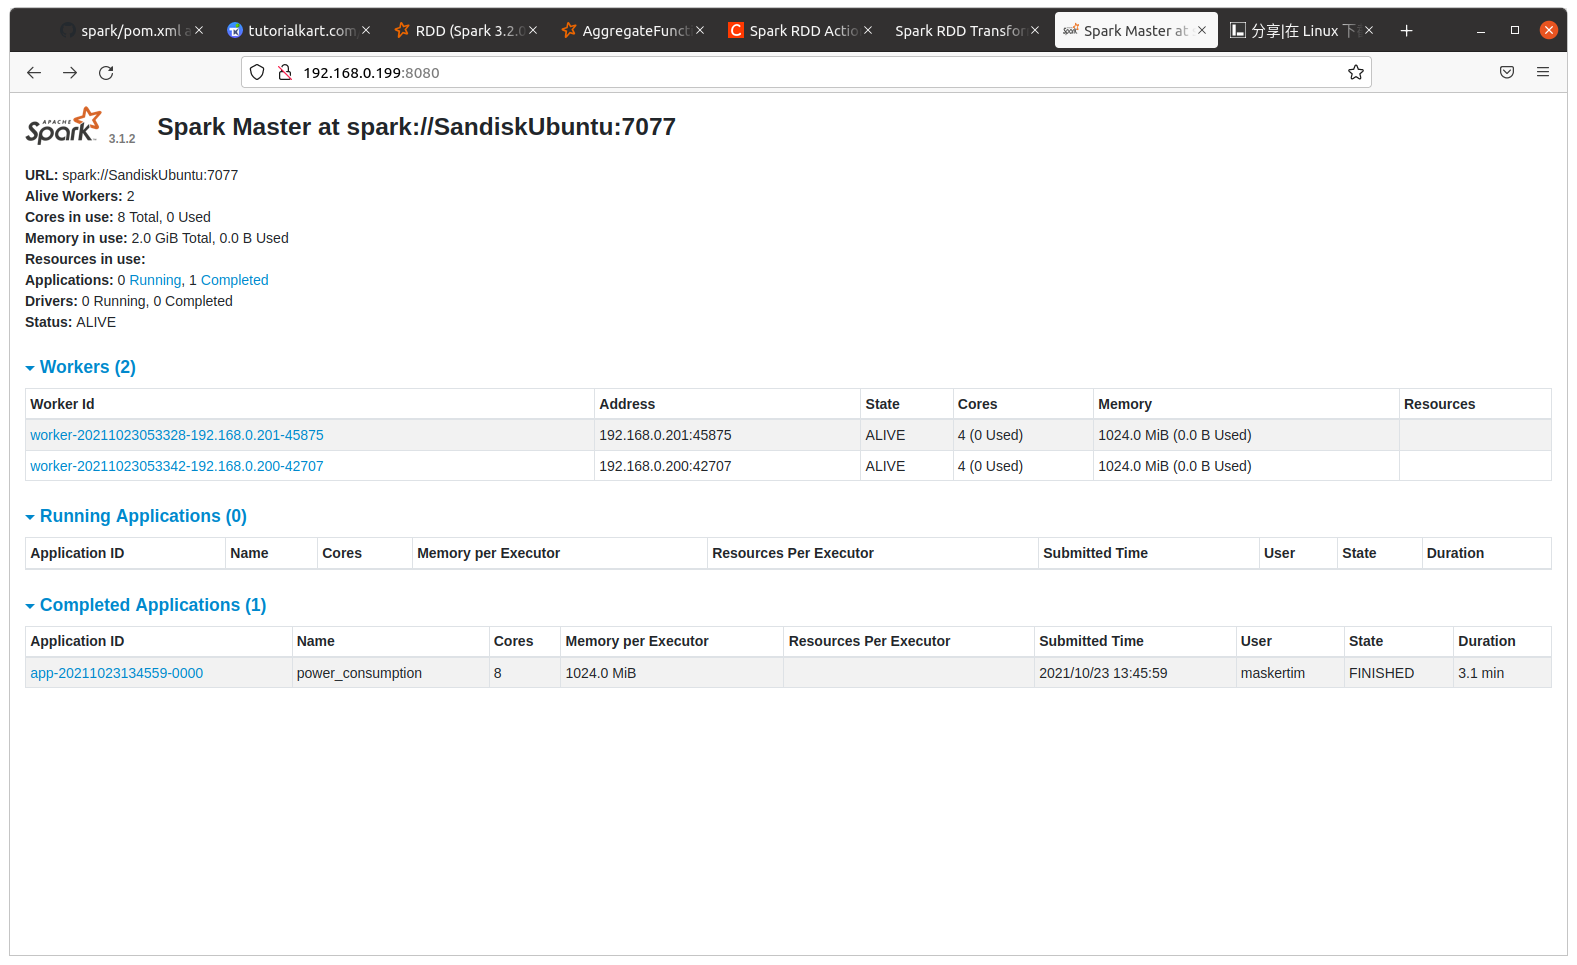 spark/pom.xml a
tutorialkart.com
RDD (Spark 3.2.0
AggregateFunct
Spark RDD Actio
Spark RDD Transfor
Spark Master at
分享|在 Linux 下
192.168.0.199:8080
APACHE Spark 3.1.2 Spark Master at spark://SandiskUbuntu:7077
URL: spark://SandiskUbuntu:7077
Alive Workers: 2
Cores in use: 8 Total, 0 Used
Memory in use: 2.0 GiB Total, 0.0 B Used
Resources in use:
Applications: 0 Running, 1 Completed
Drivers: 0 Running, 0 Completed
Status: ALIVE
Workers (2)
Worker Id Address State Cores Memory Resources
worker-20211023053328-192.168.0.201-45875 192.168.0.201:45875 ALIVE 4 (0 Used) 1024.0 MiB (0.0 B Used)
worker-20211023053342-192.168.0.200-42707 192.168.0.200:42707 ALIVE 4 (0 Used) 1024.0 MiB (0.0 B Used)
Running Applications (0)
Application ID Name Cores Memory per Executor Resources Per Executor Submitted Time User State Duration
Completed Applications (1)
Application ID Name Cores Memory per Executor Resources Per Executor Submitted Time User State Duration
app-20211023134559-0000 power_consumption 8 1024.0 MiB 2021/10/23 13:45:59 maskertim FINISHED 3.1 min